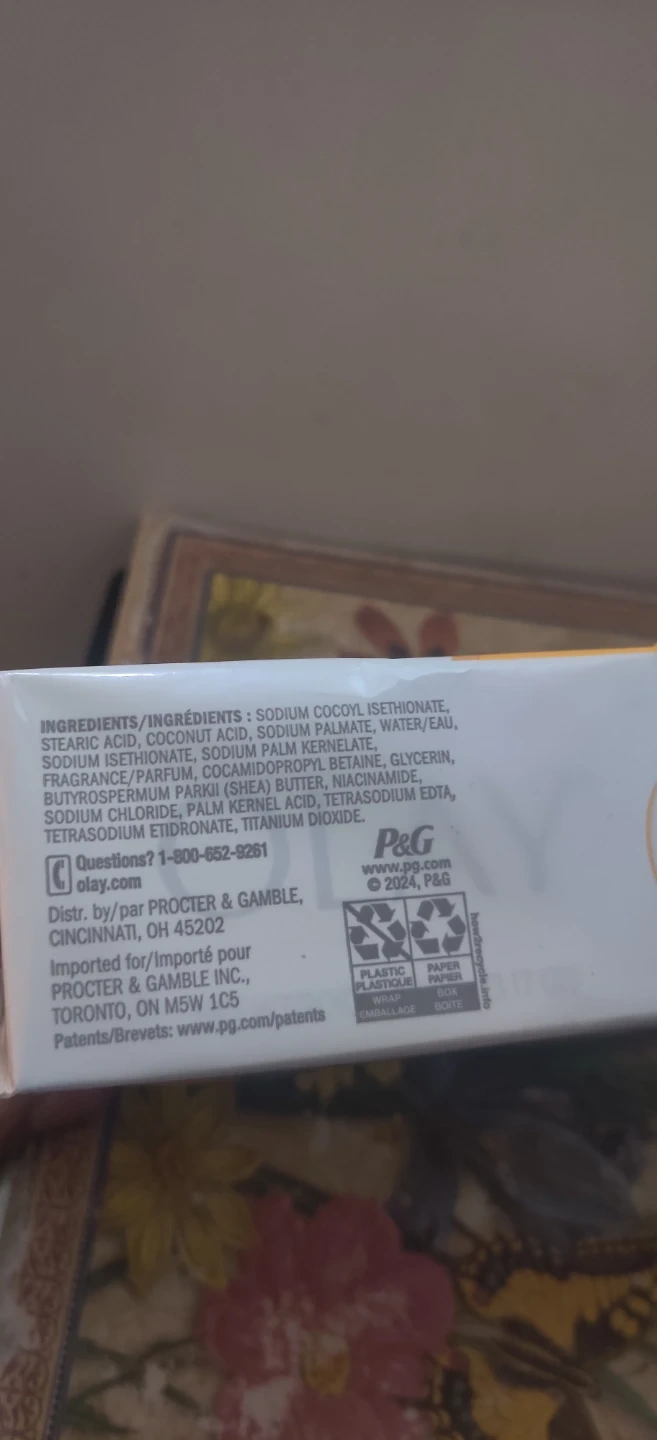 INGREDIENTS/INGRÉDIENTS : SODIUM COCOYL ISETHIONATE,
STEARIC ACID, COCONUT ACID, SODIUM PALMATE, WATER/EAU,
SODIUM ISETHIONATE, SODIUM PALM KERNELATE,
FRAGRANCE/PARFUM, COCAMIDOPROPYL BETAINE, GLYCERIN,
BUTYROSPERMUM PARKII (SHEA) BUTTER, NIACINAMIDE,
SODIUM CHLORIDE, PALM KERNEL ACID, TETRASODIUM EDTA,
TETRASODIUM ETIDRONATE, TITANIUM DIOXIDE.
Questions? 1-800-652-9261
olay.com
Distr. by/par PROCTER & GAMBLE,
CINCINNATI, OH 45202
Imported for/Importé pour
PROCTER & GAMBLE INC.,
TORONTO, ON M5W 1C5
Patents/Brevets: www.pg.com/patents
P&G
www.pg.com
© 2024, P&G
PLASTIC
PLASTIQUE
WRAP
EMBALLAGE
PAPER
PAPIER
BOX
BOÎTE
how2recycle.info
OLAY